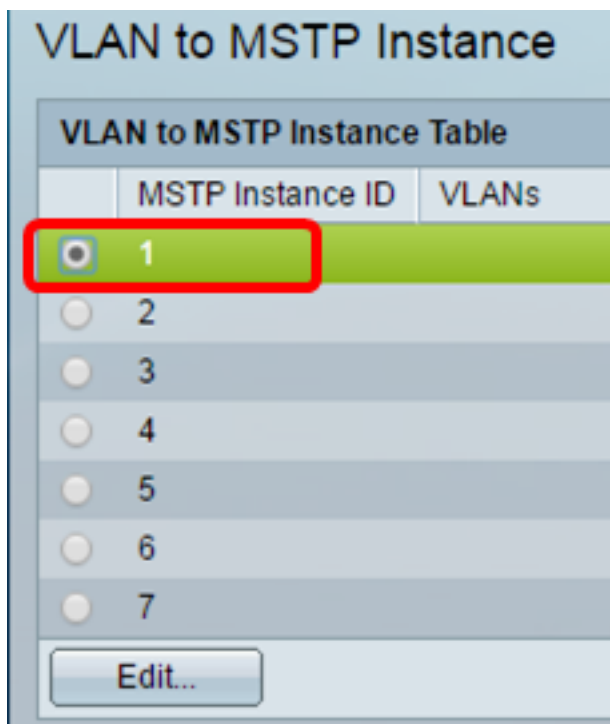 VLAN to MSTP Instance
VLAN to MSTP Instance Table
MSTP Instance ID VLANs
1
2
3
4
5
6
7
Edit...